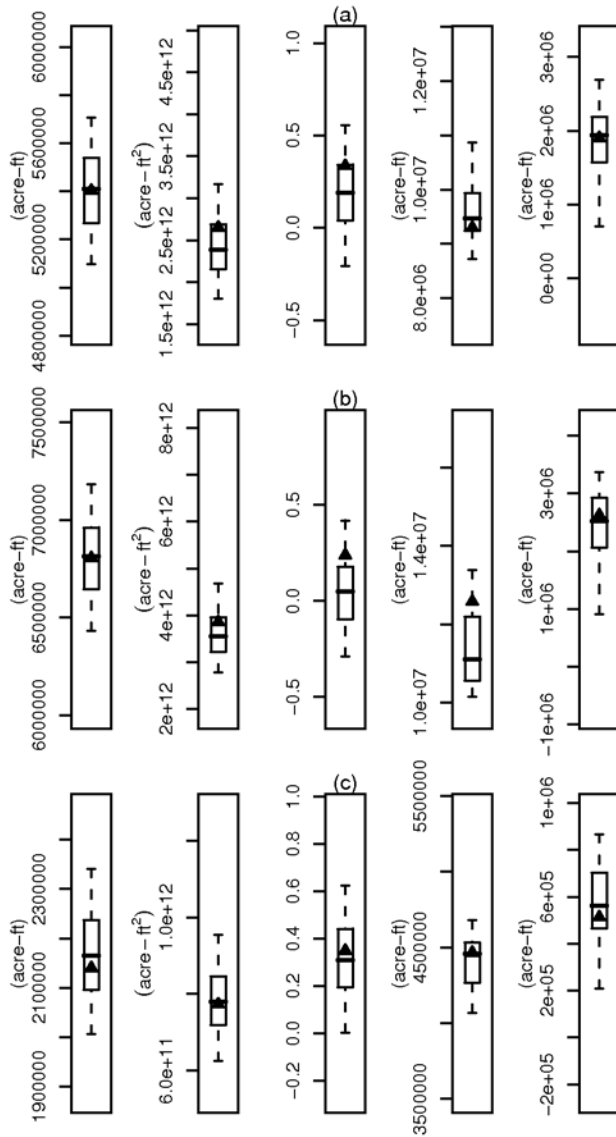 (a)
(acre−ft)
4800000 5200000 5600000 6000000
(acre−ft²)
1.5e+12 2.5e+12 3.5e+12 4.5e+12
−0.5 0.0 0.5 1.0
(acre−ft)
8.0e+06 1.0e+07 1.2e+07
(acre−ft)
0e+00 1e+06 2e+06 3e+06
(b)
(acre−ft)
6000000 6500000 7000000 7500000
(acre−ft²)
2e+12 4e+12 6e+12 8e+12
−0.5 0.0 0.5
(acre−ft)
1.0e+07 1.4e+07
(acre−ft)
−1e+06 1e+06 3e+06
(c)
(acre−ft)
1900000 2100000 2300000
(acre−ft²)
6.0e+11 1.0e+12
−0.2 0.0 0.2 0.4 0.6 0.8 1.0
(acre−ft)
3500000 4500000 5500000
(acre−ft)
−2e+05 2e+05 6e+05 1e+06